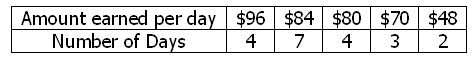 Amount earned per day $96 $84 $80 $70 $48
Number of Days 4 7 4 3 2